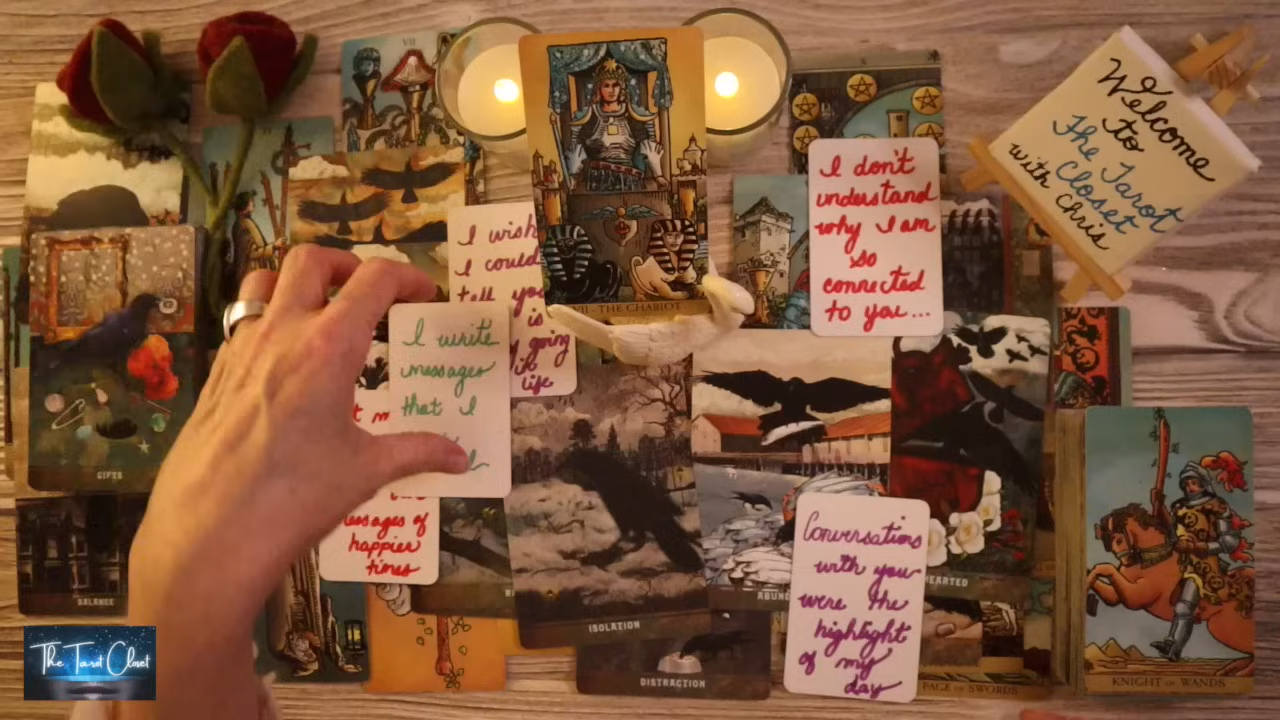 VII
Welcome
to
The Tarot
Closet
with Chris
I don't
understand
why I am
so
connected
to you...
I wish
I could
tell you
is
going
life
VII · THE CHARIOT
I write
messages
that I
messages of
happier
times
GIFTS
BALANCE
ISOLATION
DISTRACTION
HEARTED
Conversations
with you
were the
highlight
of my
day
PAGE OF SWORDS
KNIGHT OF WANDS
The Tarot Closet